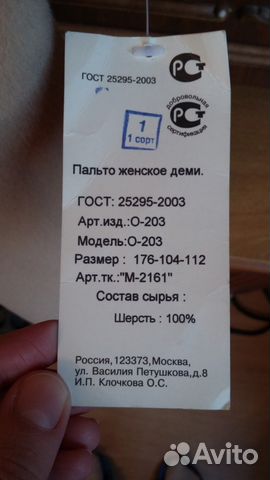 ГОСТ 25295-2003
РСТ
добровольная
сертификация
РСТ
1
1 сорт
Пальто женское деми.
ГОСТ: 25295-2003
Арт.изд.:О-203
Модель:О-203
Размер : 176-104-112
Арт.тк.:"М-2161"
Состав сырья :
Шерсть : 100%
Россия,123373,Москва,
ул. Василия Петушкова,д.8
И.П. Клочкова О.С.
Avito